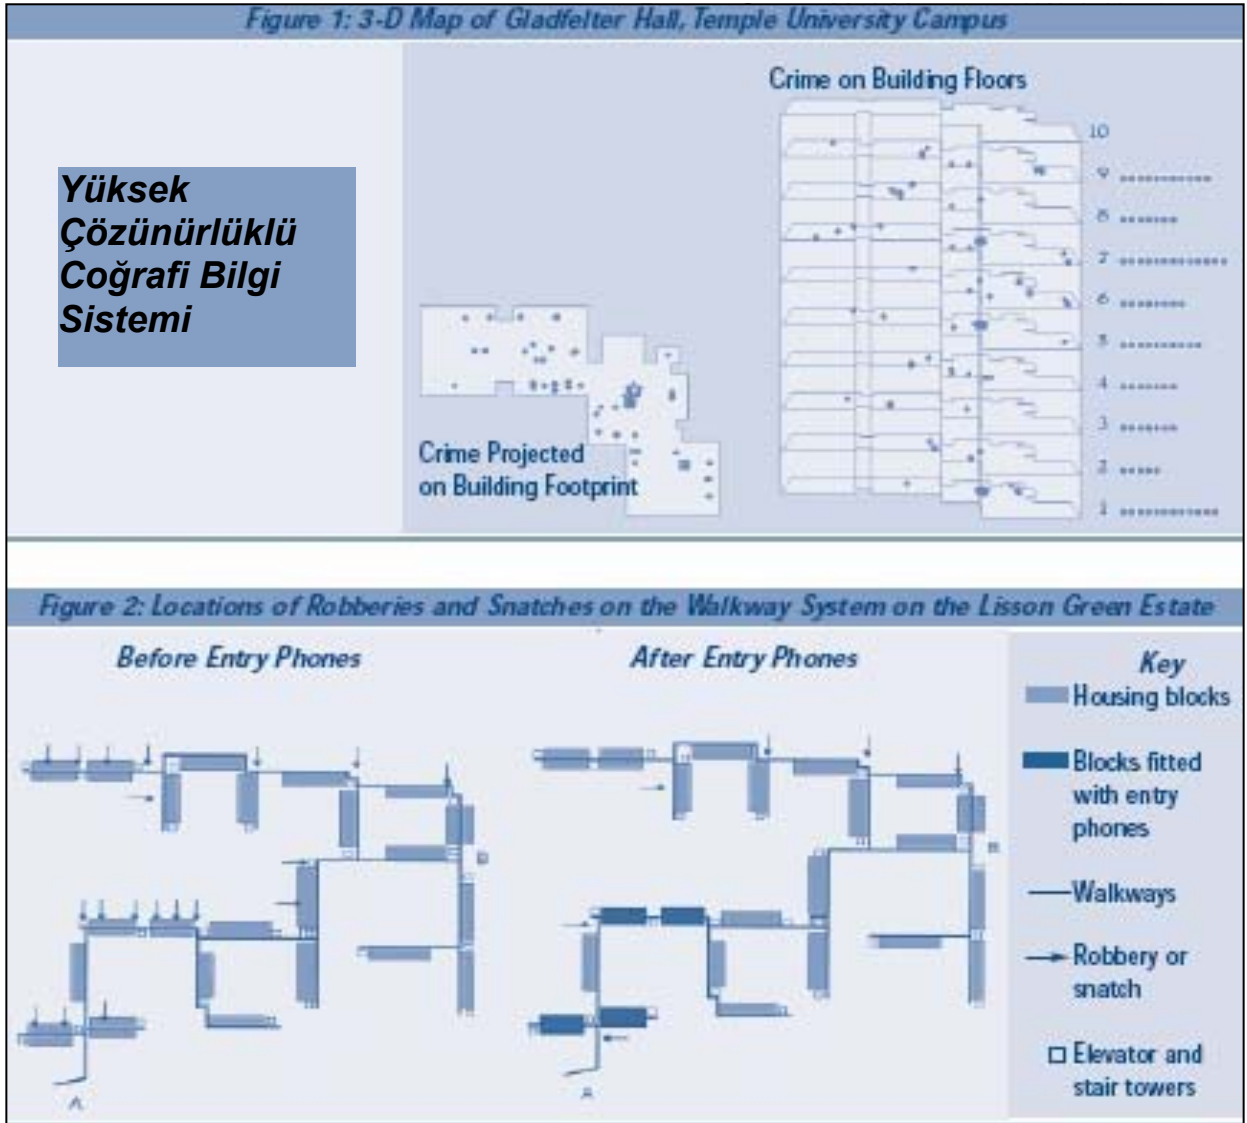 Figure 1: 3-D Map of Gladfelter Hall, Temple University Campus
Yüksek
Çözünürlüklü
Coğrafi Bilgi
Sistemi
Crime on Building Floors
10
9
8
7
6
5
4
3
2
1
Crime Projected
on Building Footprint
Figure 2: Locations of Robberies and Snatches on the Walkway System on the Lisson Green Estate
Before Entry Phones
After Entry Phones
Key
Housing blocks
Blocks fitted
with entry
phones
Walkways
Robbery or
snatch
Elevator and
stair towers
A